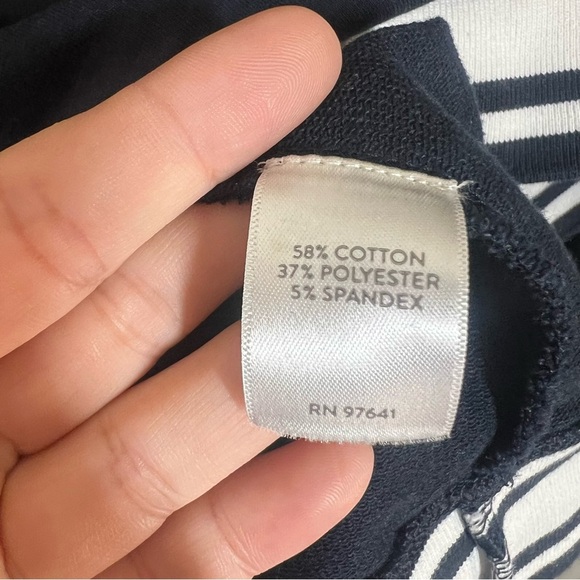 58% COTTON
37% POLYESTER
5% SPANDEX
RN 97641